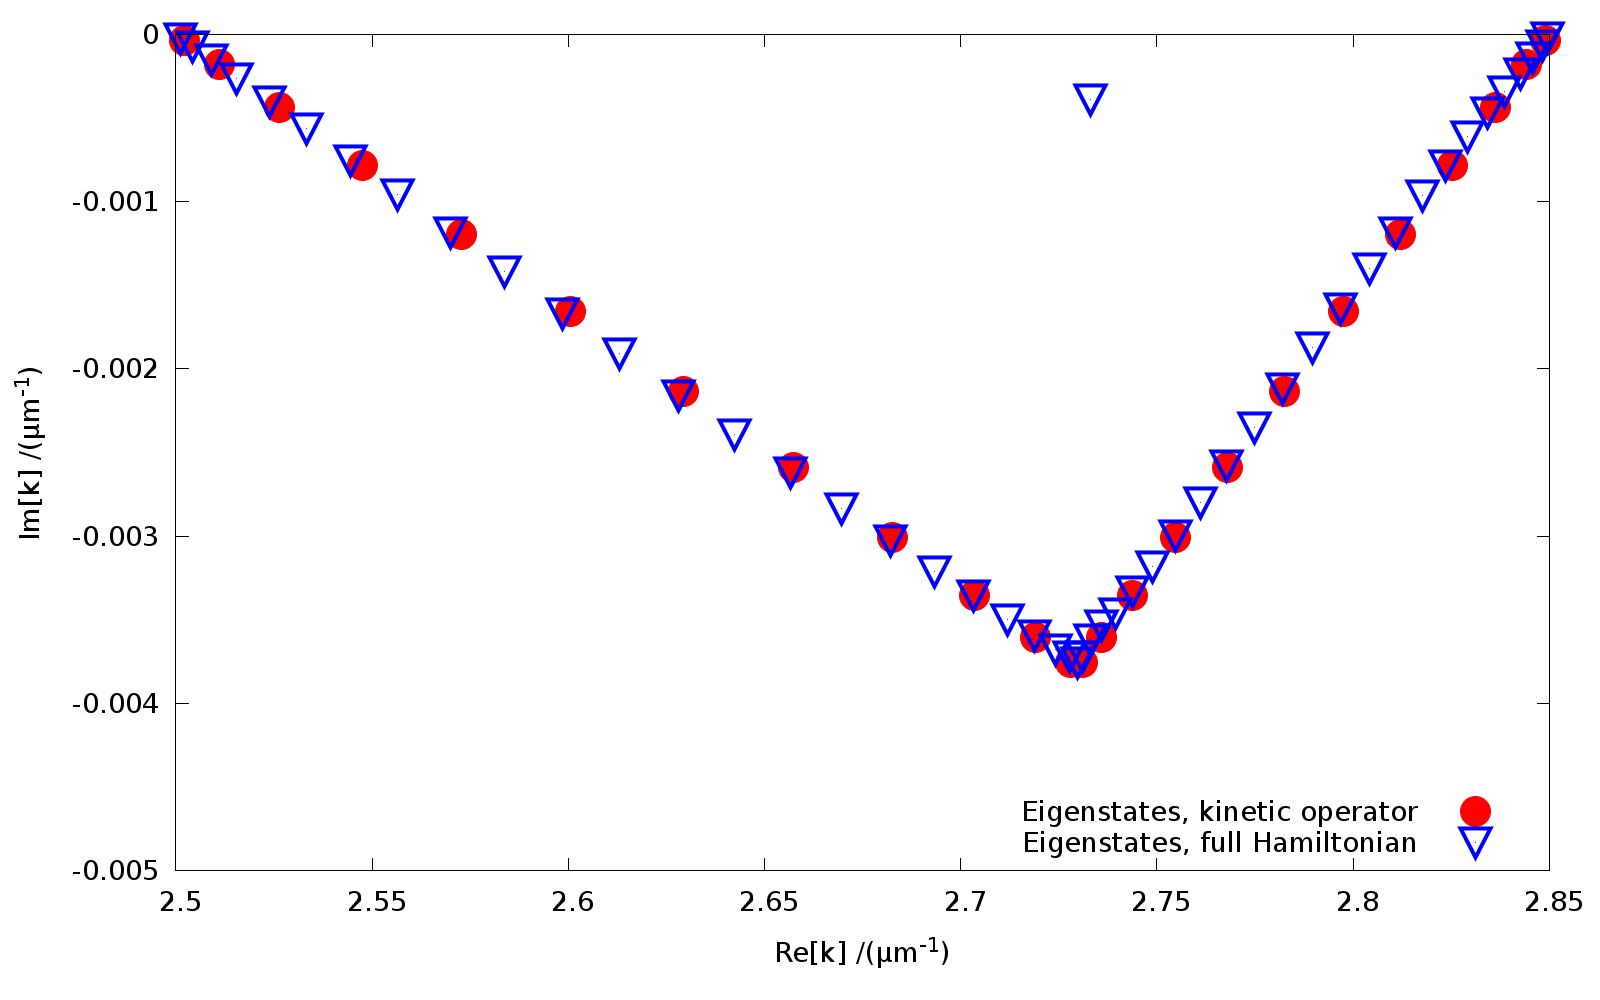 0
-0.001
-0.002
-0.003
-0.004
-0.005
2.5 2.55 2.6 2.65 2.7 2.75 2.8 2.85
Im[k] /(μm⁻¹)
Re[k] /(μm⁻¹)
Eigenstates, kinetic operator
Eigenstates, full Hamiltonian